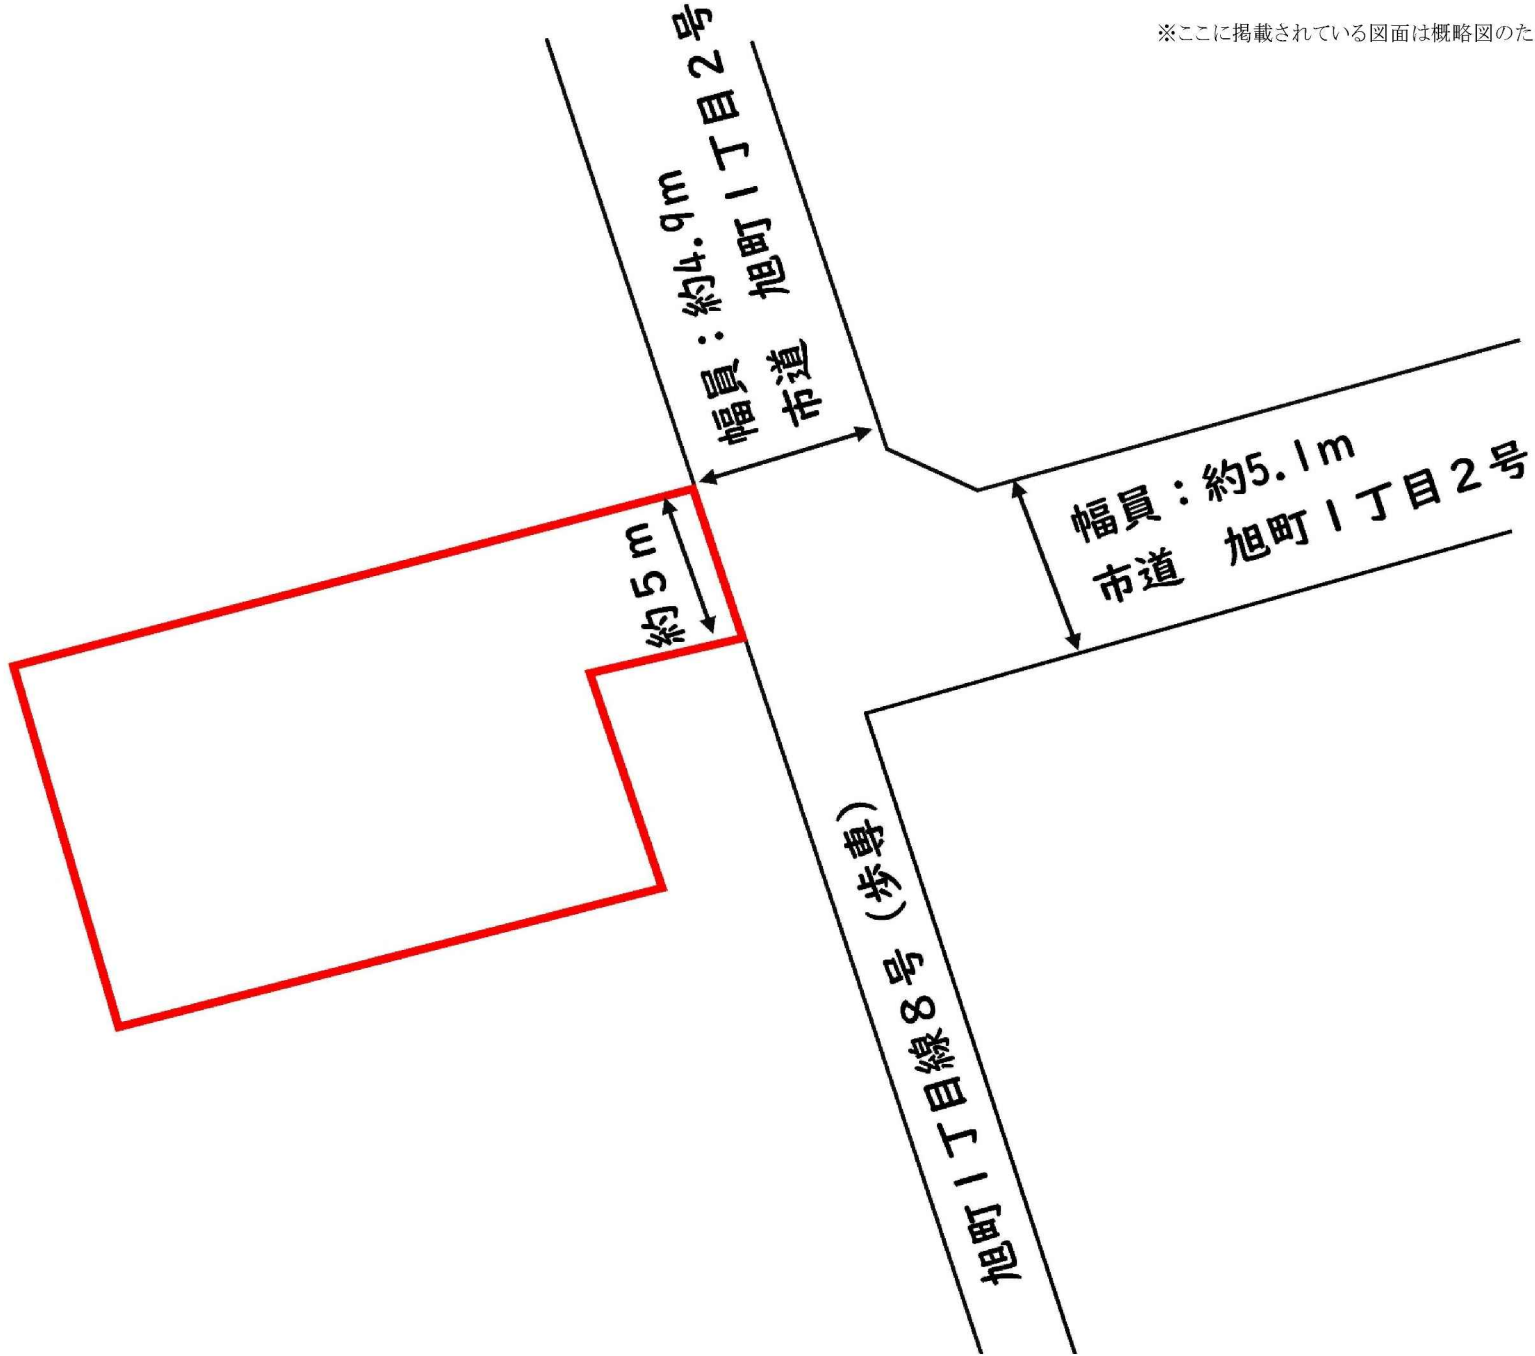 ※ここに掲載されている図面は概略図のた
幅員：約4.9m
市道　旭町1丁目2号
幅員：約5.1m
市道　旭町1丁目2号
約5m
旭町1丁目線8号（歩専）